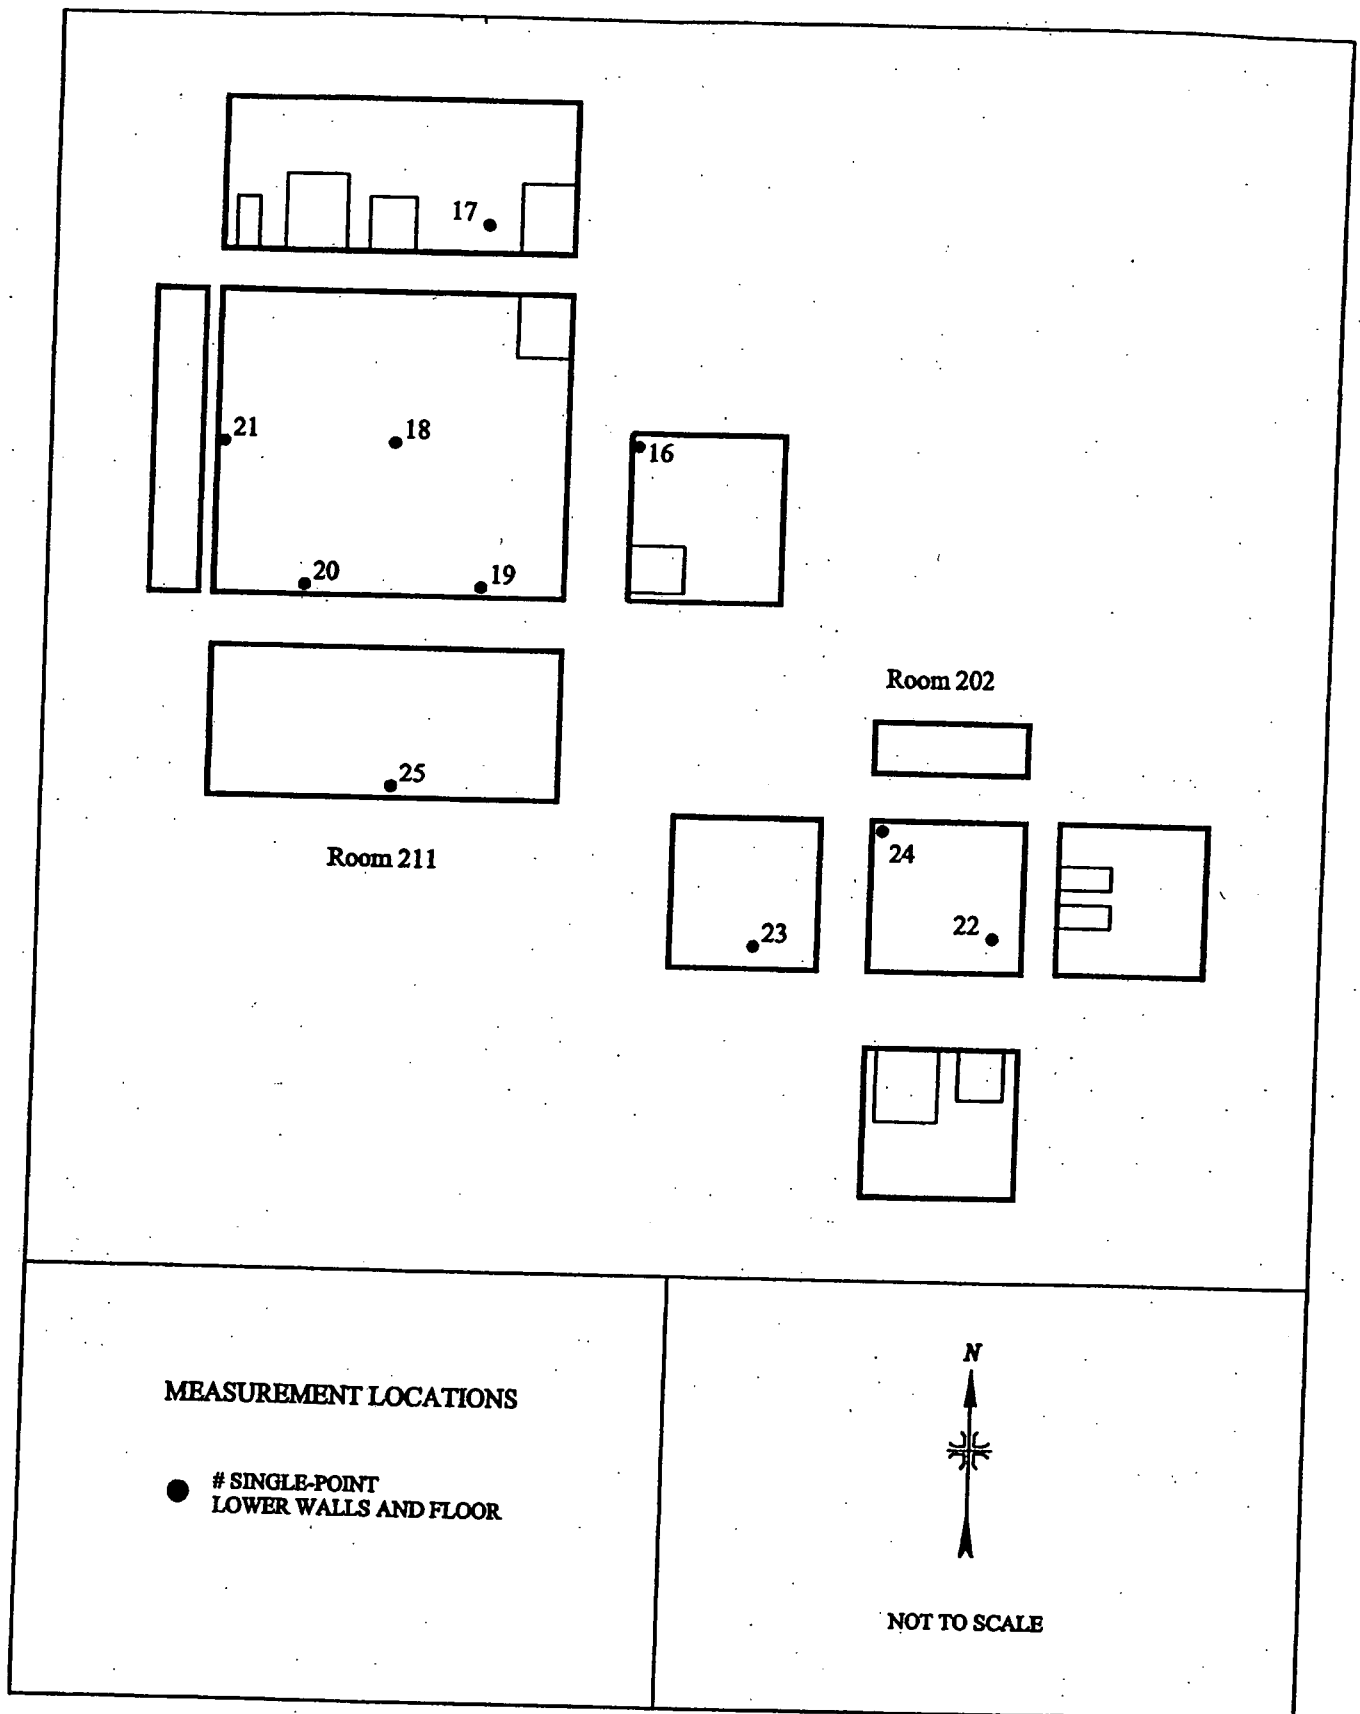 17
21
18
16
20
19
Room 202
25
Room 211
24
23
22
MEASUREMENT LOCATIONS
# SINGLE-POINT
LOWER WALLS AND FLOOR
N
NOT TO SCALE